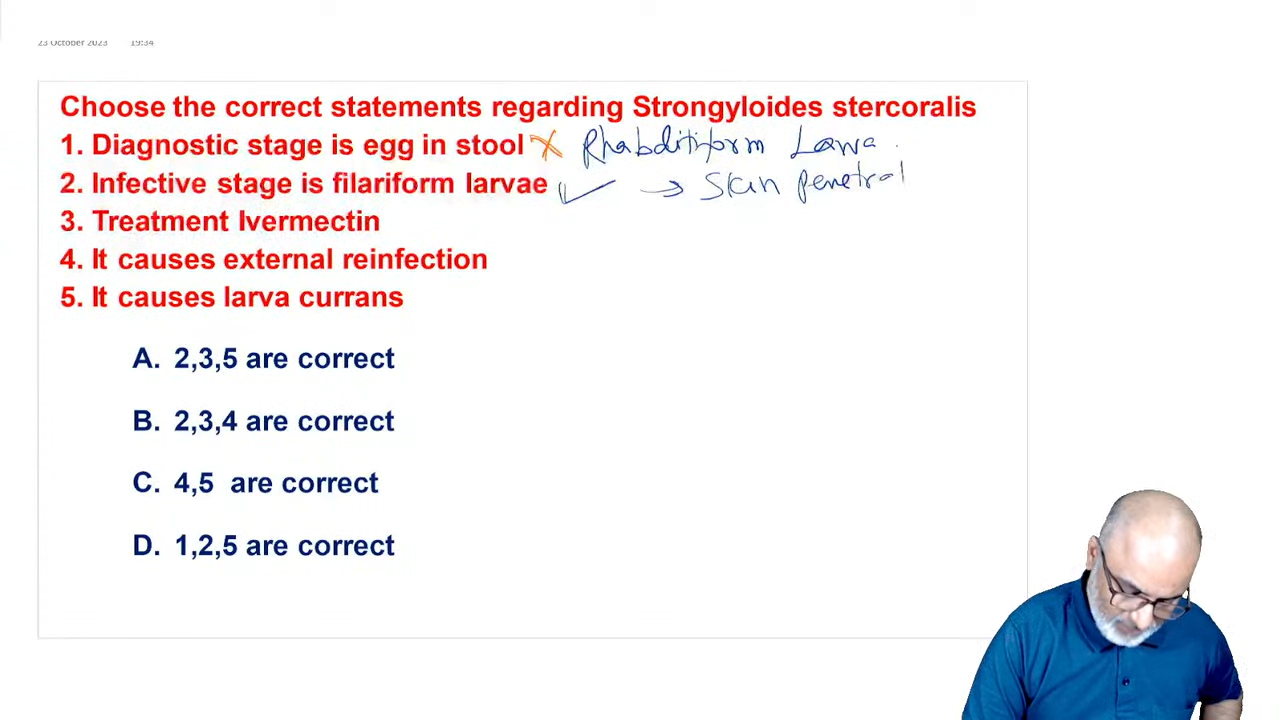 23 October 2023 19:34
Choose the correct statements regarding Strongyloides stercoralis
1. Diagnostic stage is egg in stool Rhabditiform Larva
2. Infective stage is filariform larvae → Skin penetrat
3. Treatment Ivermectin
4. It causes external reinfection
5. It causes larva currans
A. 2,3,5 are correct
B. 2,3,4 are correct
C. 4,5 are correct
D. 1,2,5 are correct